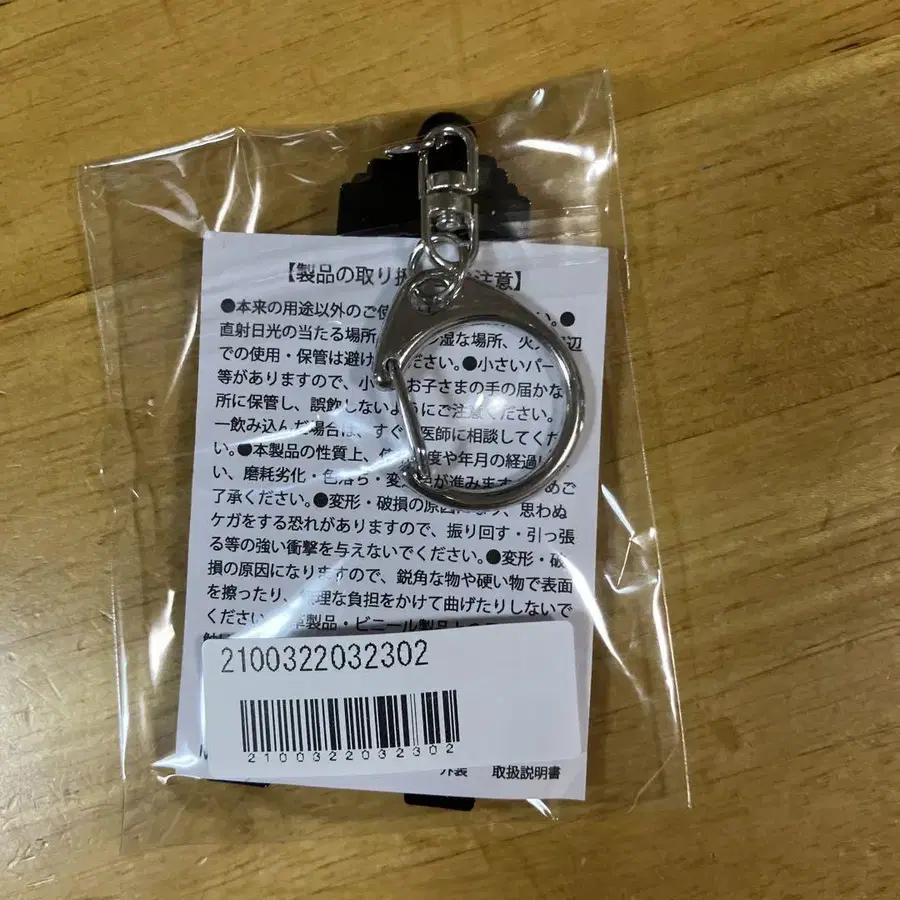 【製品の取り扱 注意】
●本来の用途以外のご使 い。●
直射日光の当たる場所 湿な場所、火 辺
での使用・保管は避け ださい。●小さいパー
等がありますので、小 お子さまの手の届かな
所に保管し、誤飲しないようにご注意ください。
一飲み込んだ場合は、すぐ 医師に相談してくだ
い。●本製品の性質上、 度や年月の経過
い、磨耗劣化・色落ち・変 が進みます めご
了承ください。●変形・破損の原因 り、思わぬ
ケガをする恐れがありますので、振り回す・引っ張
る等の強い衝撃を与えないでください。●変形・破
損の原因になりますので、鋭角な物や硬い物で表面
を擦ったり、 理な負担をかけて曲げたりしないで
ください 革製品・ビニール製品
2100322032302
2100322032302
外装 取扱説明書